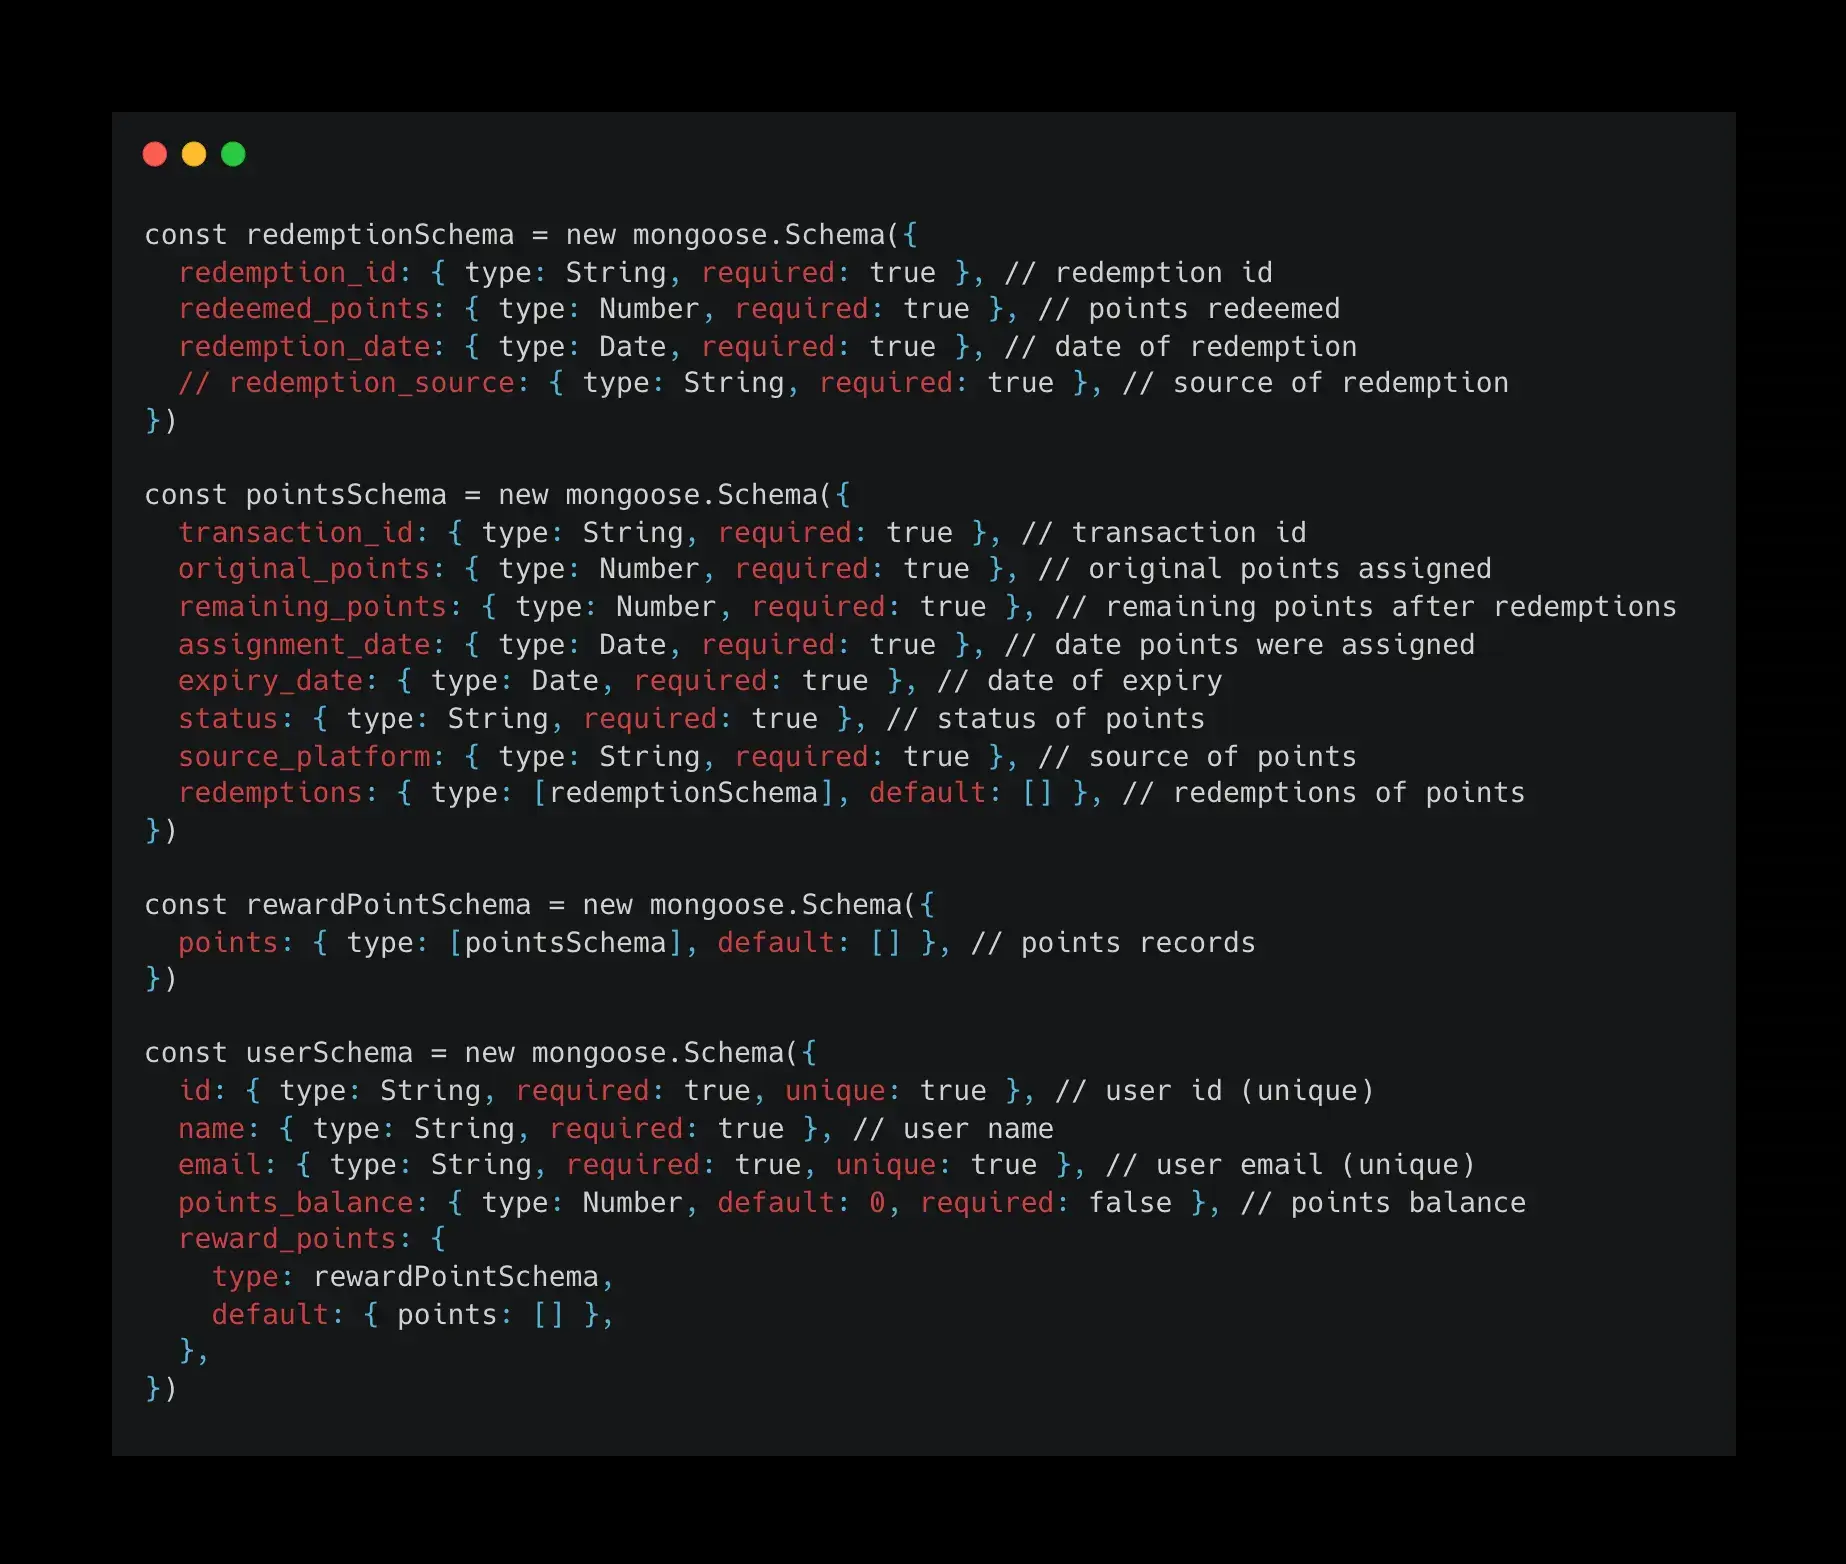 const redemptionSchema = new mongoose.Schema({
  redemption_id: { type: String, required: true }, // redemption id
  redeemed_points: { type: Number, required: true }, // points redeemed
  redemption_date: { type: Date, required: true }, // date of redemption
  // redemption_source: { type: String, required: true }, // source of redemption
})

const pointsSchema = new mongoose.Schema({
  transaction_id: { type: String, required: true }, // transaction id
  original_points: { type: Number, required: true }, // original points assigned
  remaining_points: { type: Number, required: true }, // remaining points after redemptions
  assignment_date: { type: Date, required: true }, // date points were assigned
  expiry_date: { type: Date, required: true }, // date of expiry
  status: { type: String, required: true }, // status of points
  source_platform: { type: String, required: true }, // source of points
  redemptions: { type: [redemptionSchema], default: [] }, // redemptions of points
})

const rewardPointSchema = new mongoose.Schema({
  points: { type: [pointsSchema], default: [] }, // points records
})

const userSchema = new mongoose.Schema({
  id: { type: String, required: true, unique: true }, // user id (unique)
  name: { type: String, required: true }, // user name
  email: { type: String, required: true, unique: true }, // user email (unique)
  points_balance: { type: Number, default: 0, required: false }, // points balance
  reward_points: {
    type: rewardPointSchema,
    default: { points: [] },
  },
})